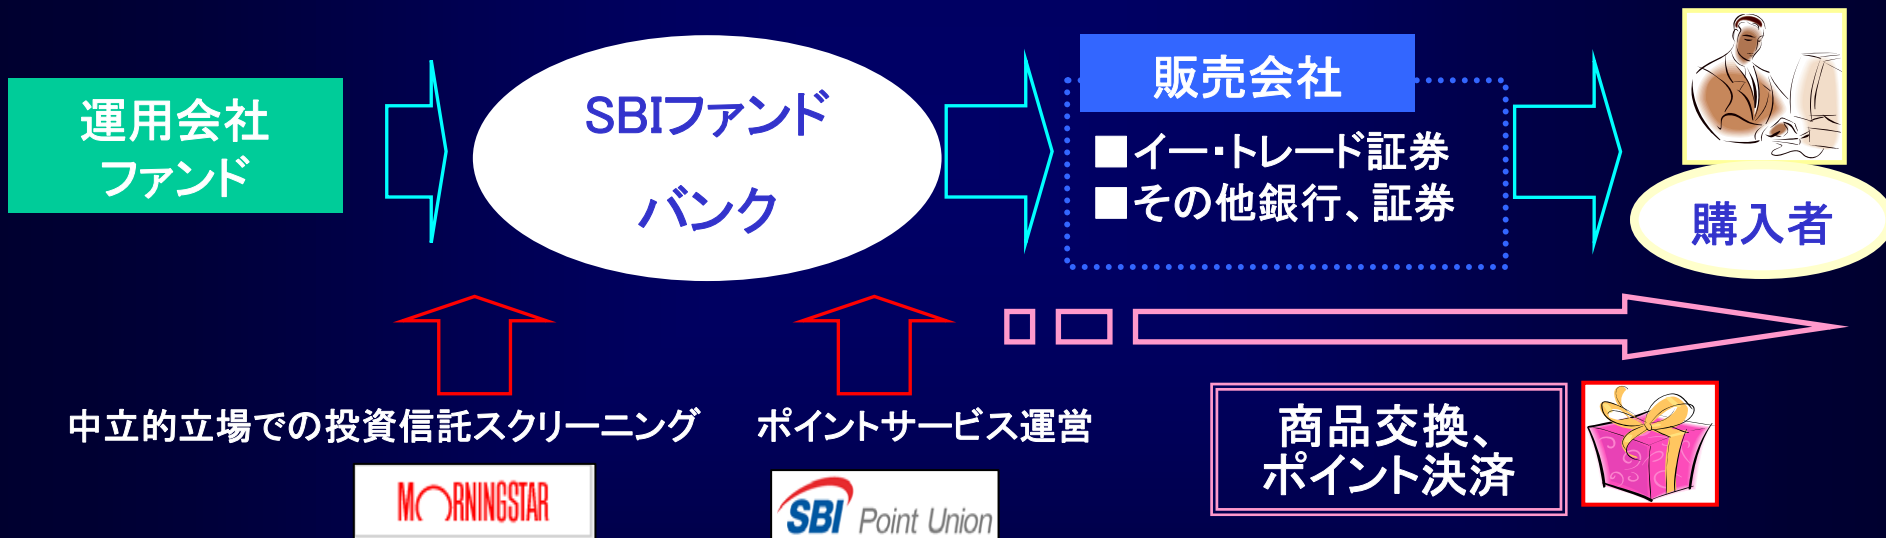 運用会社
ファンド
SBIファンド
バンク
販売会社
■イー・トレード証券
■その他銀行、証券
購入者
中立的立場での投資信託スクリーニング
ポイントサービス運営
商品交換、
ポイント決済
MORNINGSTAR
SBI Point Union